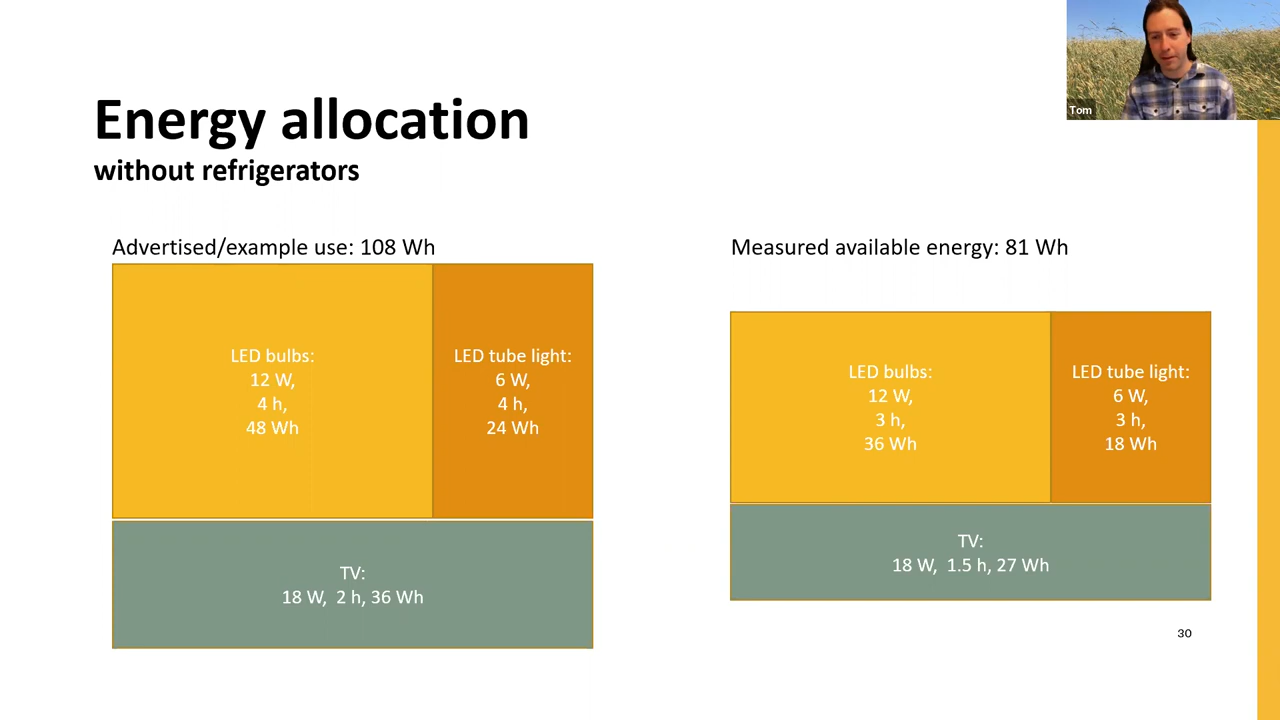 Tom
Energy allocation
without refrigerators
Advertised/example use: 108 Wh
LED bulbs:
12 W,
4 h,
48 Wh
LED tube light:
6 W,
4 h,
24 Wh
TV:
18 W,  2 h, 36 Wh
Measured available energy: 81 Wh
LED bulbs:
12 W,
3 h,
36 Wh
LED tube light:
6 W,
3 h,
18 Wh
TV:
18 W,  1.5 h, 27 Wh
30